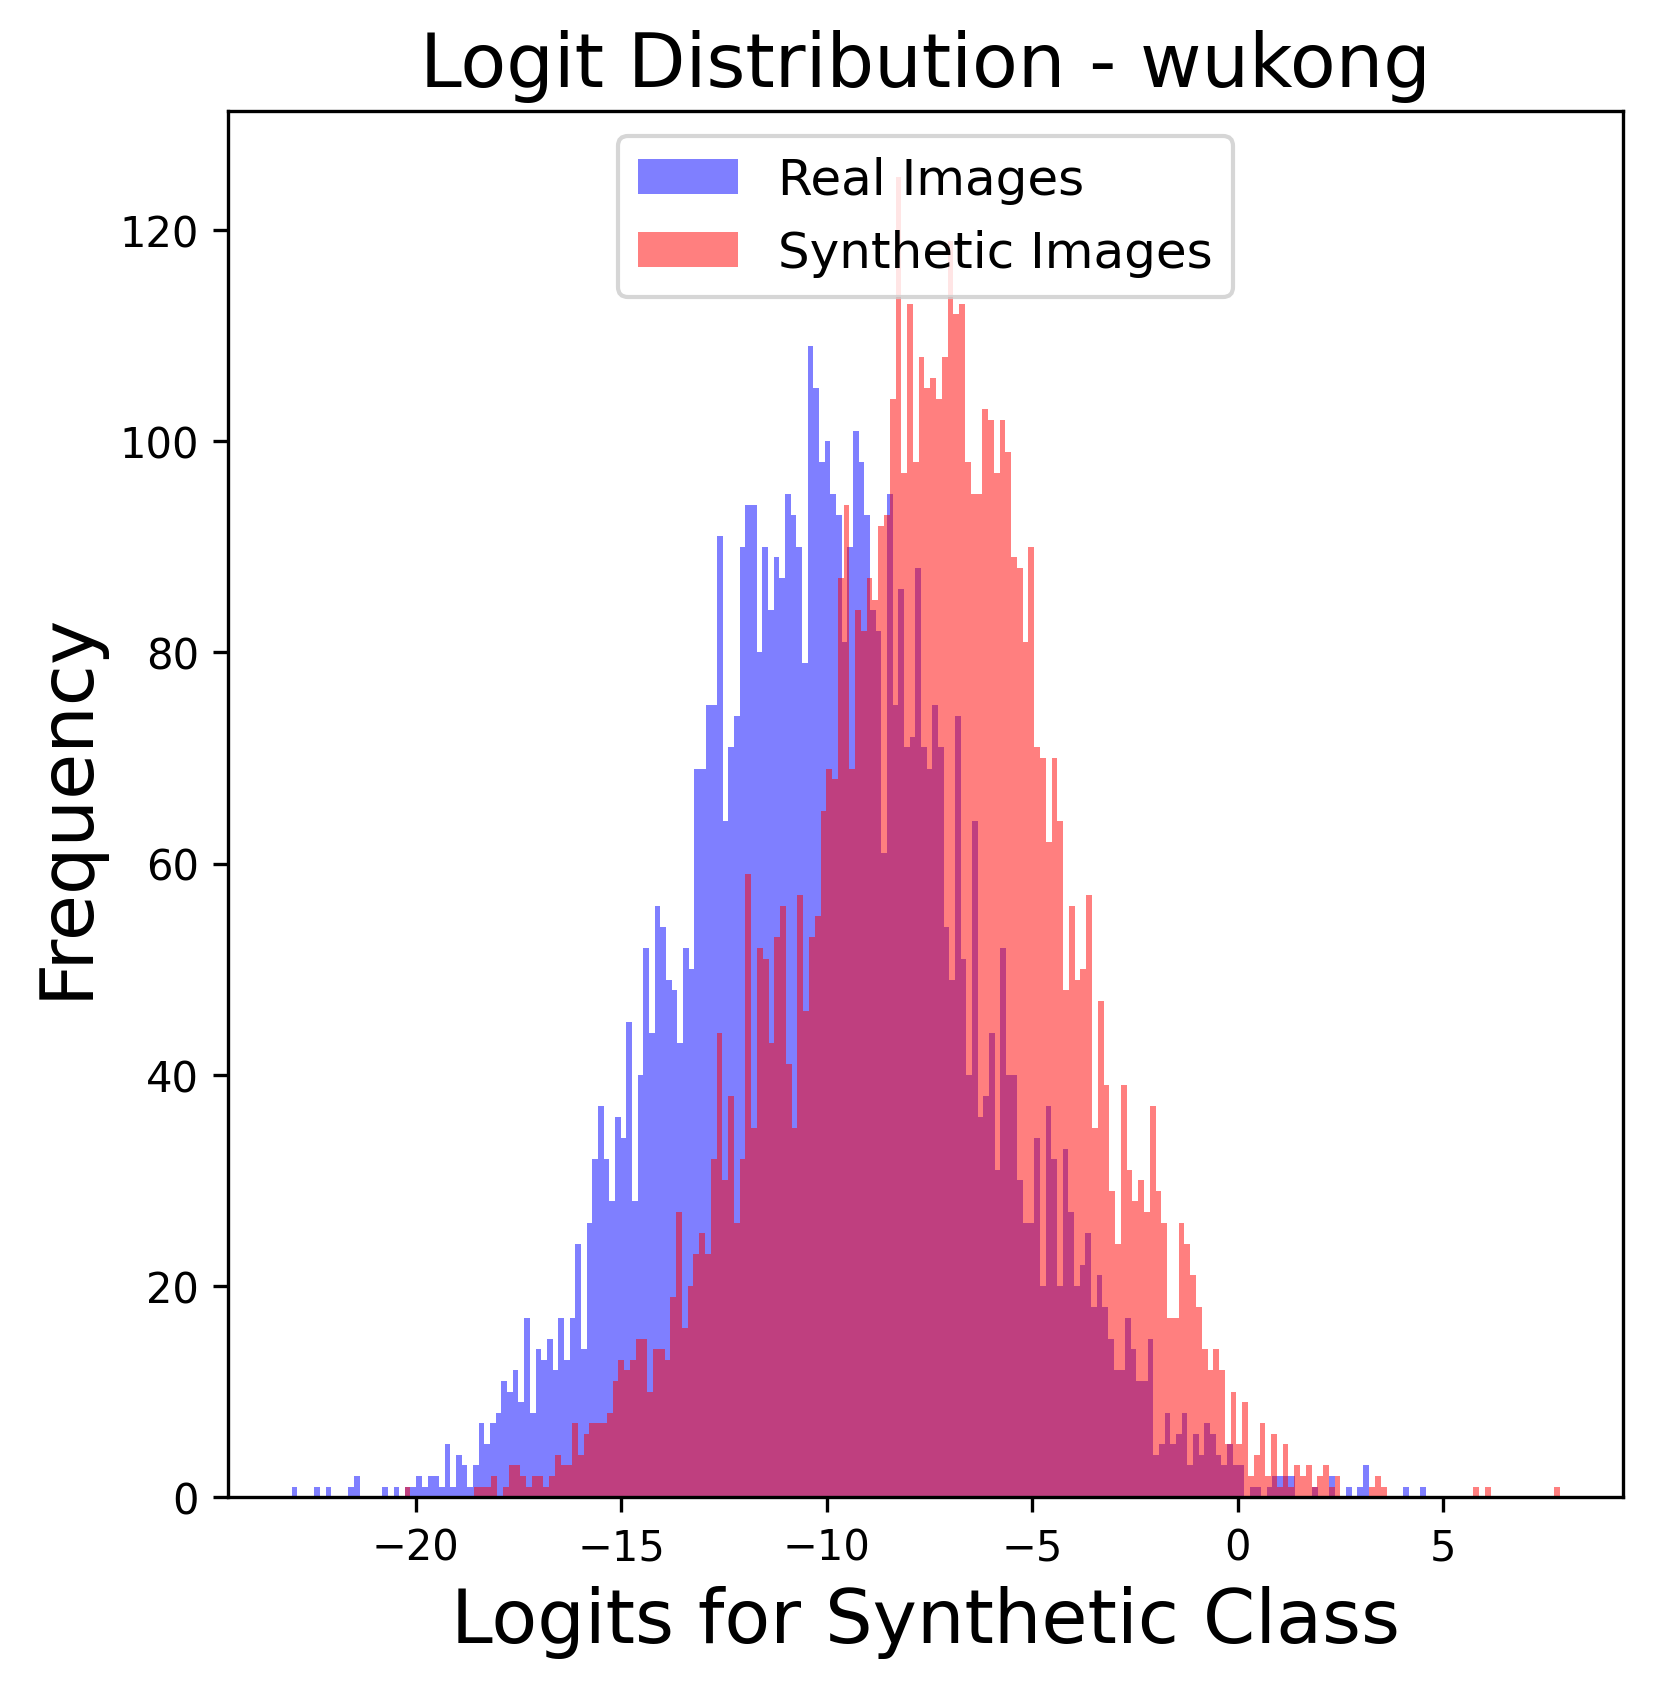 Logit Distribution - wukong
Real Images
Synthetic Images
Frequency
120
100
80
60
40
20
0
−20
−15
−10
−5
0
5
Logits for Synthetic Class